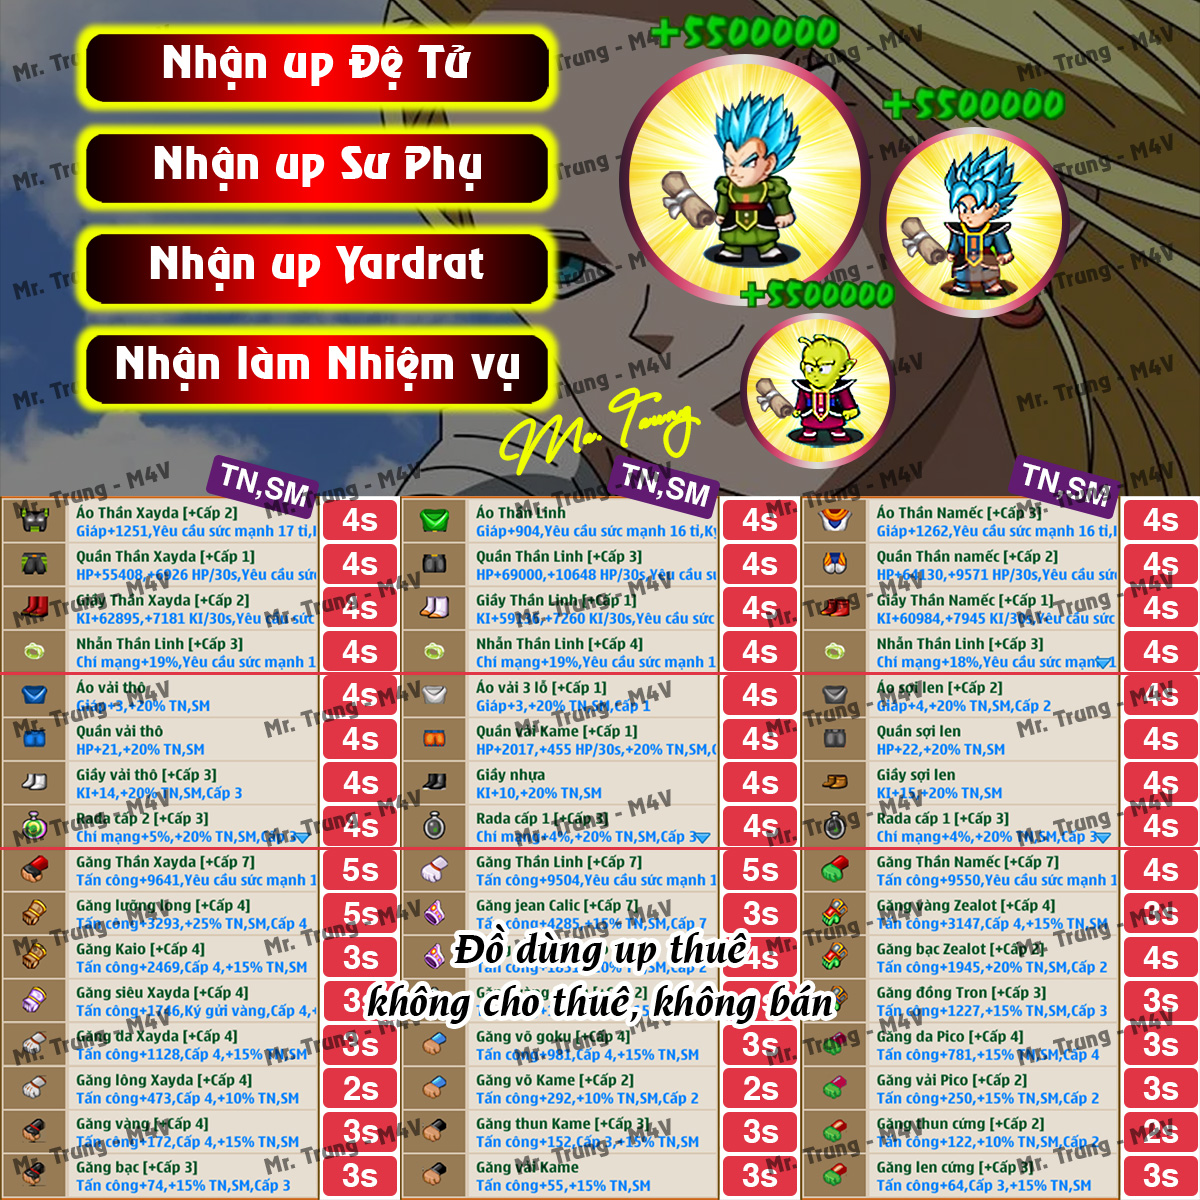 Nhận up Đệ Tử
Nhận up Sư Phụ
Nhận up Yardrat
Nhận làm Nhiệm vụ
+5500000
+5500000
+5500000
Mr. Trung
TN,SM
TN,SM
TN,SM
Áo Thần Xayda [+Cấp 2]
Giáp+1251,Yêu cầu sức mạnh 17 tỉ,
4s
Áo Thần Linh
Giáp+904,Yêu cầu sức mạnh 16 tỉ,Ký
4s
Áo Thần Namếc [+Cấp 3]
Giáp+1262,Yêu cầu sức mạnh 16 tỉ,
4s
Quần Thần Xayda [+Cấp 1]
HP+55408,+6926 HP/30s,Yêu cầu sứ
4s
Quần Thần Linh [+Cấp 3]
HP+69000,+10648 HP/30s,Yêu cầu s
4s
Quần Thần namếc [+Cấp 2]
HP+64130,+9571 HP/30s,Yêu cầu sứ
4s
Giầy Thần Xayda [+Cấp 2]
KI+62895,+7181 KI/30s,Yêu cầu sức
4s
Giầy Thần Linh [+Cấp 1]
KI+59235,+7260 KI/30s,Yêu cầu sức
4s
Giầy Thần Namếc [+Cấp 1]
KI+60984,+7945 KI/30s,Yêu cầu sức
4s
Nhẫn Thần Linh [+Cấp 3]
Chí mạng+19%,Yêu cầu sức mạnh 1
4s
Nhẫn Thần Linh [+Cấp 4]
Chí mạng+19%,Yêu cầu sức mạnh 1
4s
Nhẫn Thần Linh [+Cấp 3]
Chí mạng+18%,Yêu cầu sức mạnh 1
4s
Áo vải thô
Giáp+3,+20% TN,SM
4s
Áo vải 3 lỗ [+Cấp 1]
Giáp+3,+20% TN,SM,Cấp 1
4s
Áo sợi len [+Cấp 2]
Giáp+4,+20% TN,SM,Cấp 2
4s
Quần vải thô
HP+21,+20% TN,SM
4s
Quần vải Kame [+Cấp 1]
HP+2017,+455 HP/30s,+20% TN,SM,C
4s
Quần sợi len
HP+22,+20% TN,SM
4s
Giầy vải thô [+Cấp 3]
KI+14,+20% TN,SM,Cấp 3
4s
Giầy nhựa
KI+10,+20% TN,SM
4s
Giầy sợi len
KI+15,+20% TN,SM
4s
Rada cấp 2 [+Cấp 3]
Chí mạng+5%,+20% TN,SM,Cấp 3
4s
Rada cấp 1 [+Cấp 3]
Chí mạng+4%,+20% TN,SM,Cấp 3
4s
Rada cấp 1 [+Cấp 3]
Chí mạng+4%,+20% TN,SM,Cấp 3
4s
Găng Thần Xayda [+Cấp 7]
Tấn công+9641,Yêu cầu sức mạnh 1
5s
Găng Thần Linh [+Cấp 7]
Tấn công+9504,Yêu cầu sức mạnh 1
5s
Găng Thần Namếc [+Cấp 7]
Tấn công+9550,Yêu cầu sức mạnh 1
4s
Găng lưỡng long [+Cấp 4]
Tấn công+3293,+25% TN,SM,Cấp 4
5s
Găng jean Calic [+Cấp 7]
Tấn công+4285,+15% TN,SM,Cấp 7
3s
Găng vàng Zealot [+Cấp 4]
Tấn công+3147,Cấp 4,+15% TN,SM
3s
Găng Kaio [+Cấp 4]
Tấn công+2469,Cấp 4,+15% TN,SM
3s
4s
Găng bạc Zealot [+Cấp 2]
Tấn công+1945,+20% TN,SM,Cấp 2
4s
Đồ dùng up thuê
không cho thuê, không bán
Găng siêu Xayda [+Cấp 4]
Tấn công+1746,Ký gửi vàng,Cấp 4,+
3s
Găng đồng Tron [+Cấp 3]
Tấn công+1227,+15% TN,SM,Cấp 3
3s
Găng da Xayda [+Cấp 4]
Tấn công+1128,Cấp 4,+15% TN,SM
3s
Găng võ goku [+Cấp 4]
Tấn công+981,Cấp 4,+15% TN,SM
3s
Găng da Pico [+Cấp 4]
Tấn công+781,+15% TN,SM,Cấp 4
3s
Găng lông Xayda [+Cấp 4]
Tấn công+473,Cấp 4,+10% TN,SM
2s
Găng võ Kame [+Cấp 2]
Tấn công+292,+10% TN,SM,Cấp 2
2s
Găng vải Pico [+Cấp 2]
Tấn công+250,+15% TN,SM,Cấp 2
3s
Găng vàng [+Cấp 4]
Tấn công+172,Cấp 4,+15% TN,SM
3s
Găng thun Kame [+Cấp 3]
Tấn công+152,Cấp 3,+15% TN,SM
3s
Găng thun cứng [+Cấp 2]
Tấn công+122,+10% TN,SM,Cấp 2
2s
Găng bạc [+Cấp 3]
Tấn công+74,+15% TN,SM,Cấp 3
3s
Găng vải Kame
Tấn công+55,+15% TN,SM
3s
Găng len cứng [+Cấp 3]
Tấn công+64,Cấp 3,+15% TN,SM
3s
Mr. Trung - M4V